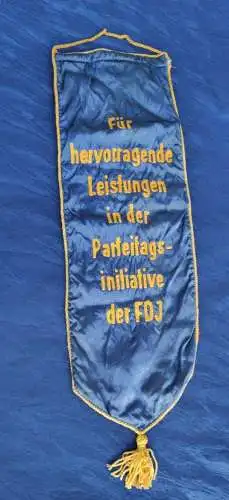 Für
hervorragende
Leistungen
in der
Parteitags-
initiative
der FDJ